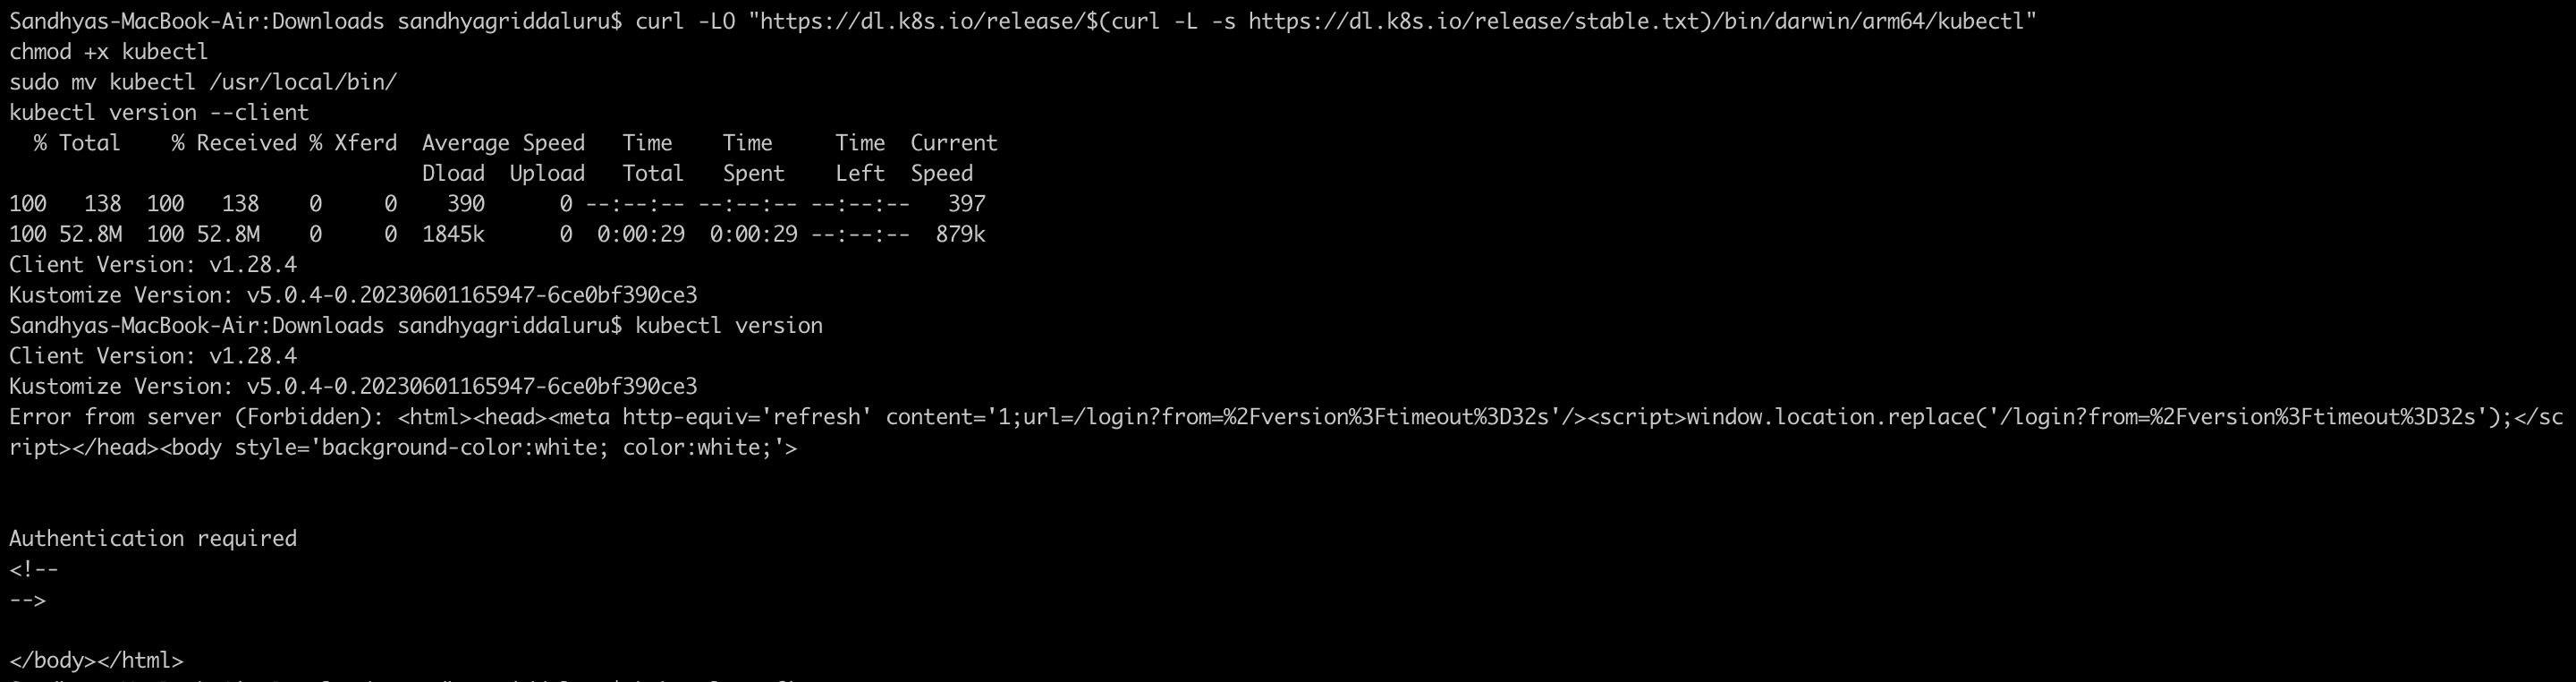 Sandhyas-MacBook-Air:Downloads sandhyagriddaluru$ curl -LO "https://dl.k8s.io/release/$(curl -L -s https://dl.k8s.io/release/stable.txt)/bin/darwin/arm64/kubectl"
chmod +x kubectl
sudo mv kubectl /usr/local/bin/
kubectl version --client
  % Total    % Received % Xferd  Average Speed   Time    Time     Time  Current
                                 Dload  Upload   Total   Spent    Left  Speed
100   138  100   138    0     0    390      0 --:--:-- --:--:-- --:--:--   397
100 52.8M  100 52.8M    0     0  1845k      0  0:00:29  0:00:29 --:--:--  879k
Client Version: v1.28.4
Kustomize Version: v5.0.4-0.20230601165947-6ce0bf390ce3
Sandhyas-MacBook-Air:Downloads sandhyagriddaluru$ kubectl version
Client Version: v1.28.4
Kustomize Version: v5.0.4-0.20230601165947-6ce0bf390ce3
Error from server (Forbidden): <html><head><meta http-equiv='refresh' content='1;url=/login?from=%2Fversion%3Ftimeout%3D32s'/><script>window.location.replace('/login?from=%2Fversion%3Ftimeout%3D32s');</sc
ript></head><body style='background-color:white; color:white;'>
Authentication required
<!--
-->
</body></html>